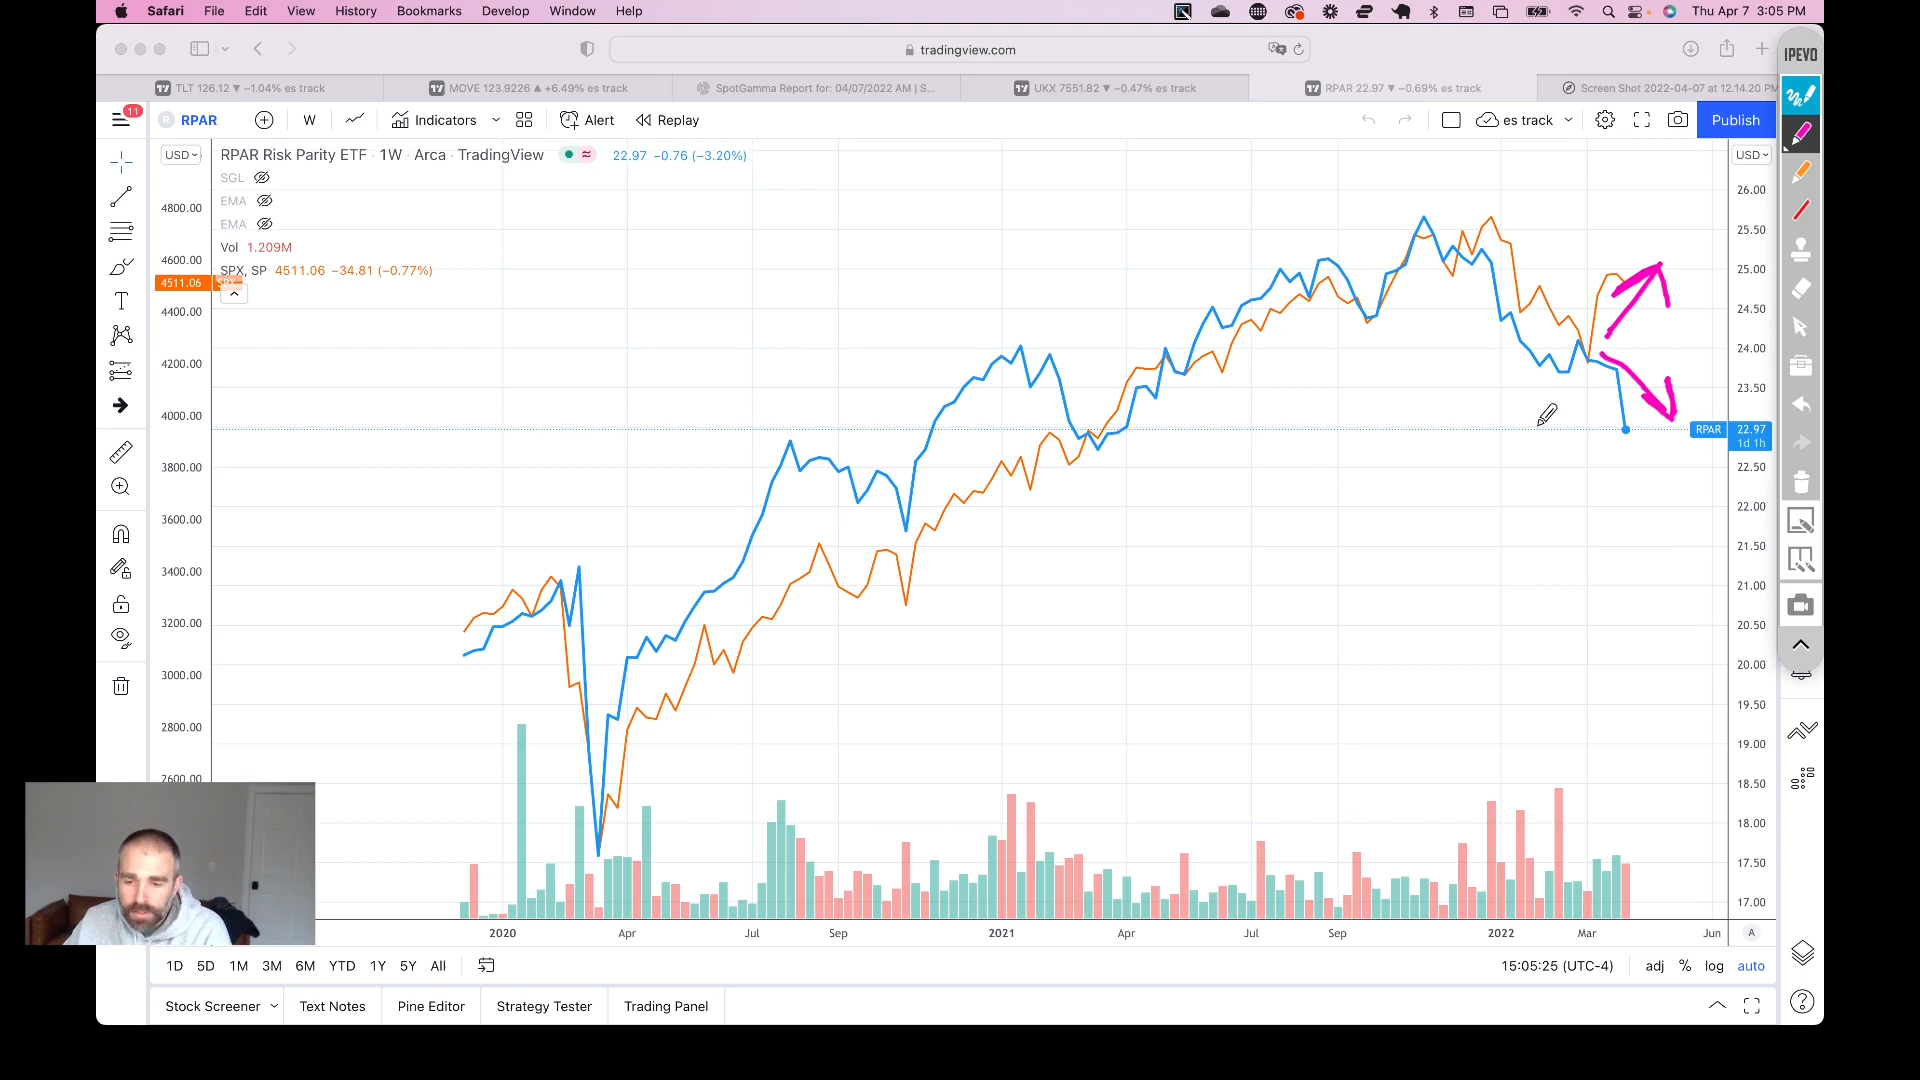 Safari File Edit View History Bookmarks Develop Window Help Thu Apr 7 3:05 PM
tradingview.com
IPEVO
TLT 126.12 ▼ −1.04% es track
MOVE 123.9226 ▲ +6.49% es track
SpotGamma Report for: 04/07/2022 AM | S...
UKX 7551.82 ▼ −0.47% es track
RPAR 22.97 ▼ −0.69% es track
Screen Shot 2022-04-07 at 12.14.20 PM
11
RPAR W Indicators Alert Replay es track Publish
USD RPAR Risk Parity ETF · 1W · Arca · TradingView 22.97 −0.76 (−3.20%) USD
SGL
EMA
EMA
Vol 1.209M
SPX, SP 4511.06 −34.81 (−0.77%)
4800.00
4600.00
4511.06
4400.00
4200.00
4000.00
3800.00
3600.00
3400.00
3200.00
3000.00
2800.00
2600.00
26.00
25.50
25.00
24.50
24.00
23.50
RPAR 22.97
1d 1h
22.50
22.00
21.50
21.00
20.50
20.00
19.50
19.00
18.50
18.00
17.50
17.00
2020 Apr Jul Sep 2021 Apr Jul Sep 2022 Mar Jun A
1D 5D 1M 3M 6M YTD 1Y 5Y All 15:05:25 (UTC-4) adj % log auto
Stock Screener Text Notes Pine Editor Strategy Tester Trading Panel